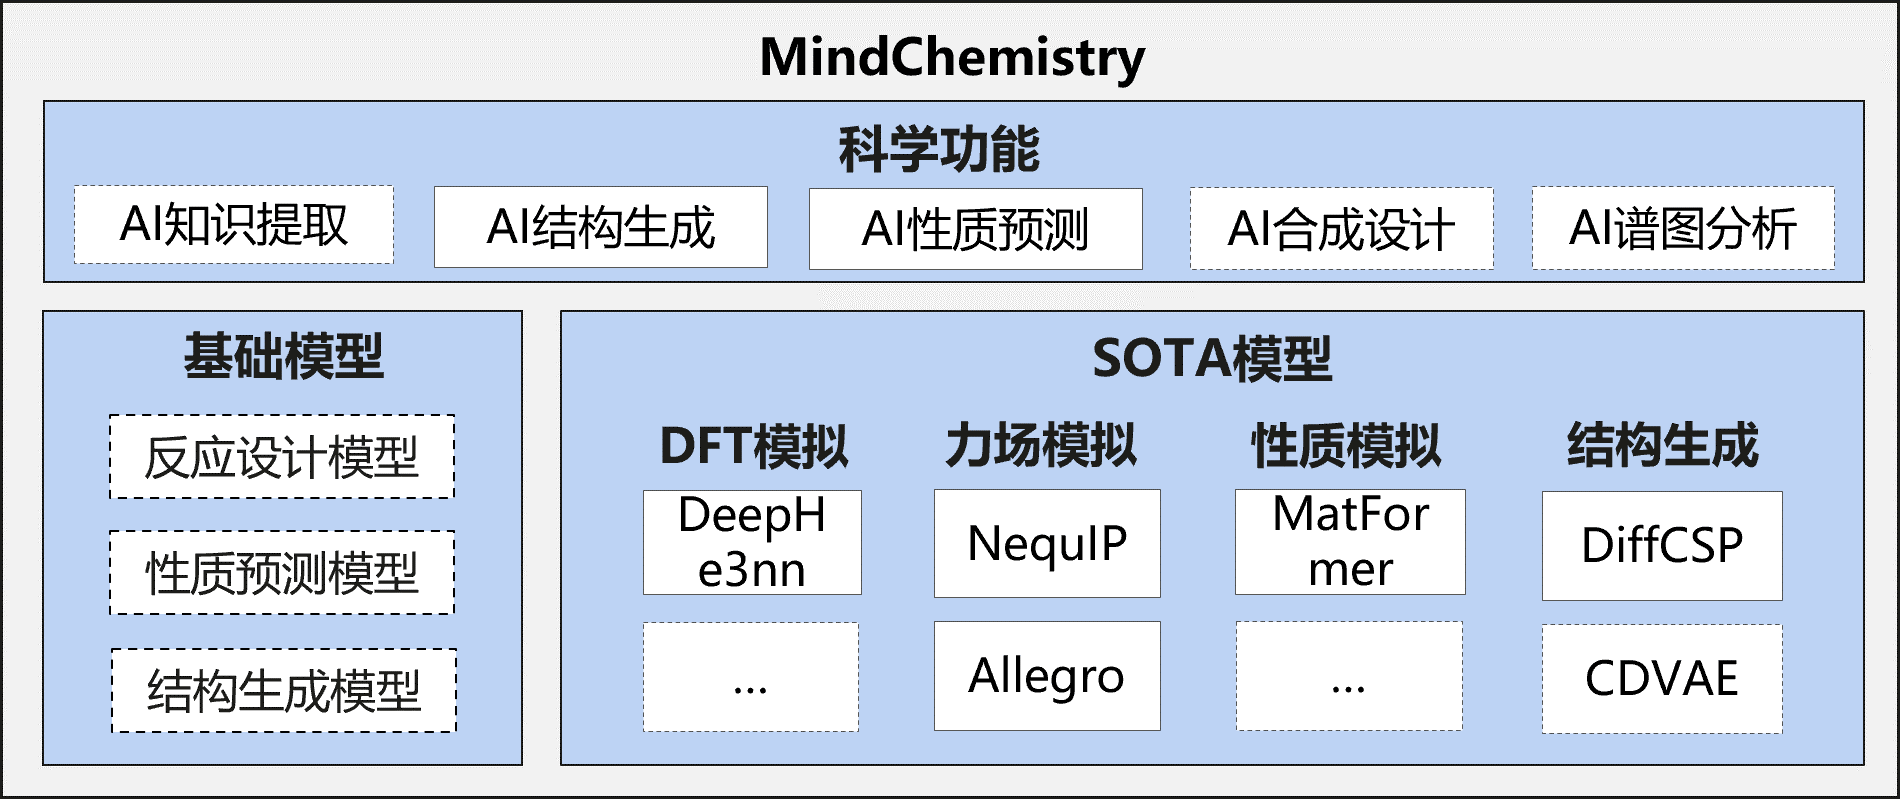 MindChemistry
科学功能
AI知识提取
AI结构生成
AI性质预测
AI合成设计
AI谱图分析
基础模型
反应设计模型
性质预测模型
结构生成模型
SOTA模型
DFT模拟
DeepH
e3nn
...
力场模拟
NequIP
Allegro
性质模拟
MatFor
mer
...
结构生成
DiffCSP
CDVAE